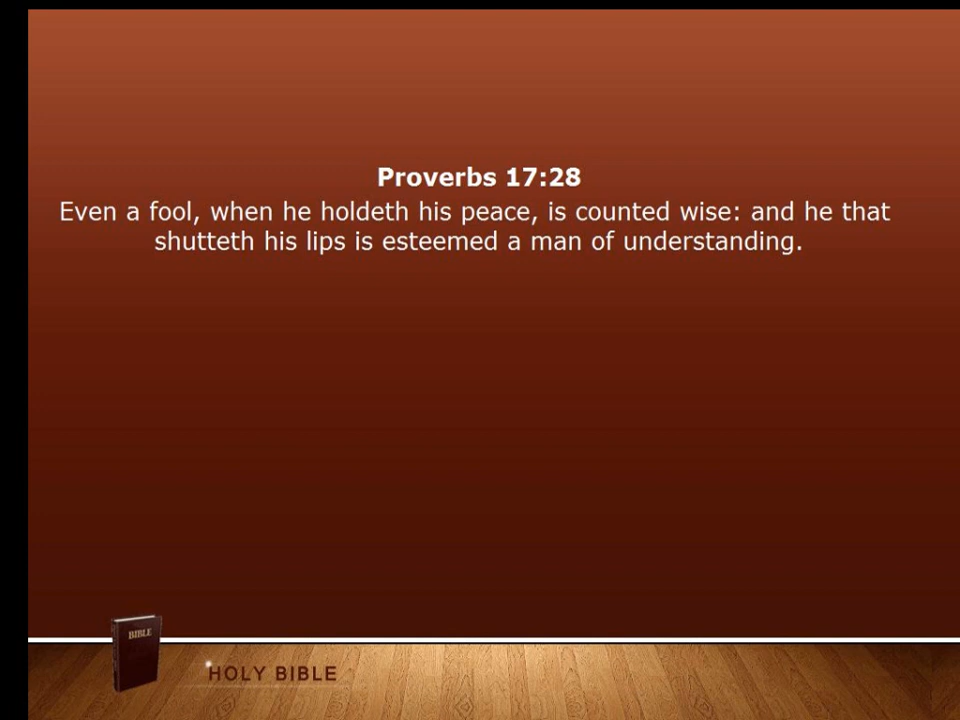 Proverbs 17:28
Even a fool, when he holdeth his peace, is counted wise: and he that
shutteth his lips is esteemed a man of understanding.
BIBLE
HOLY BIBLE